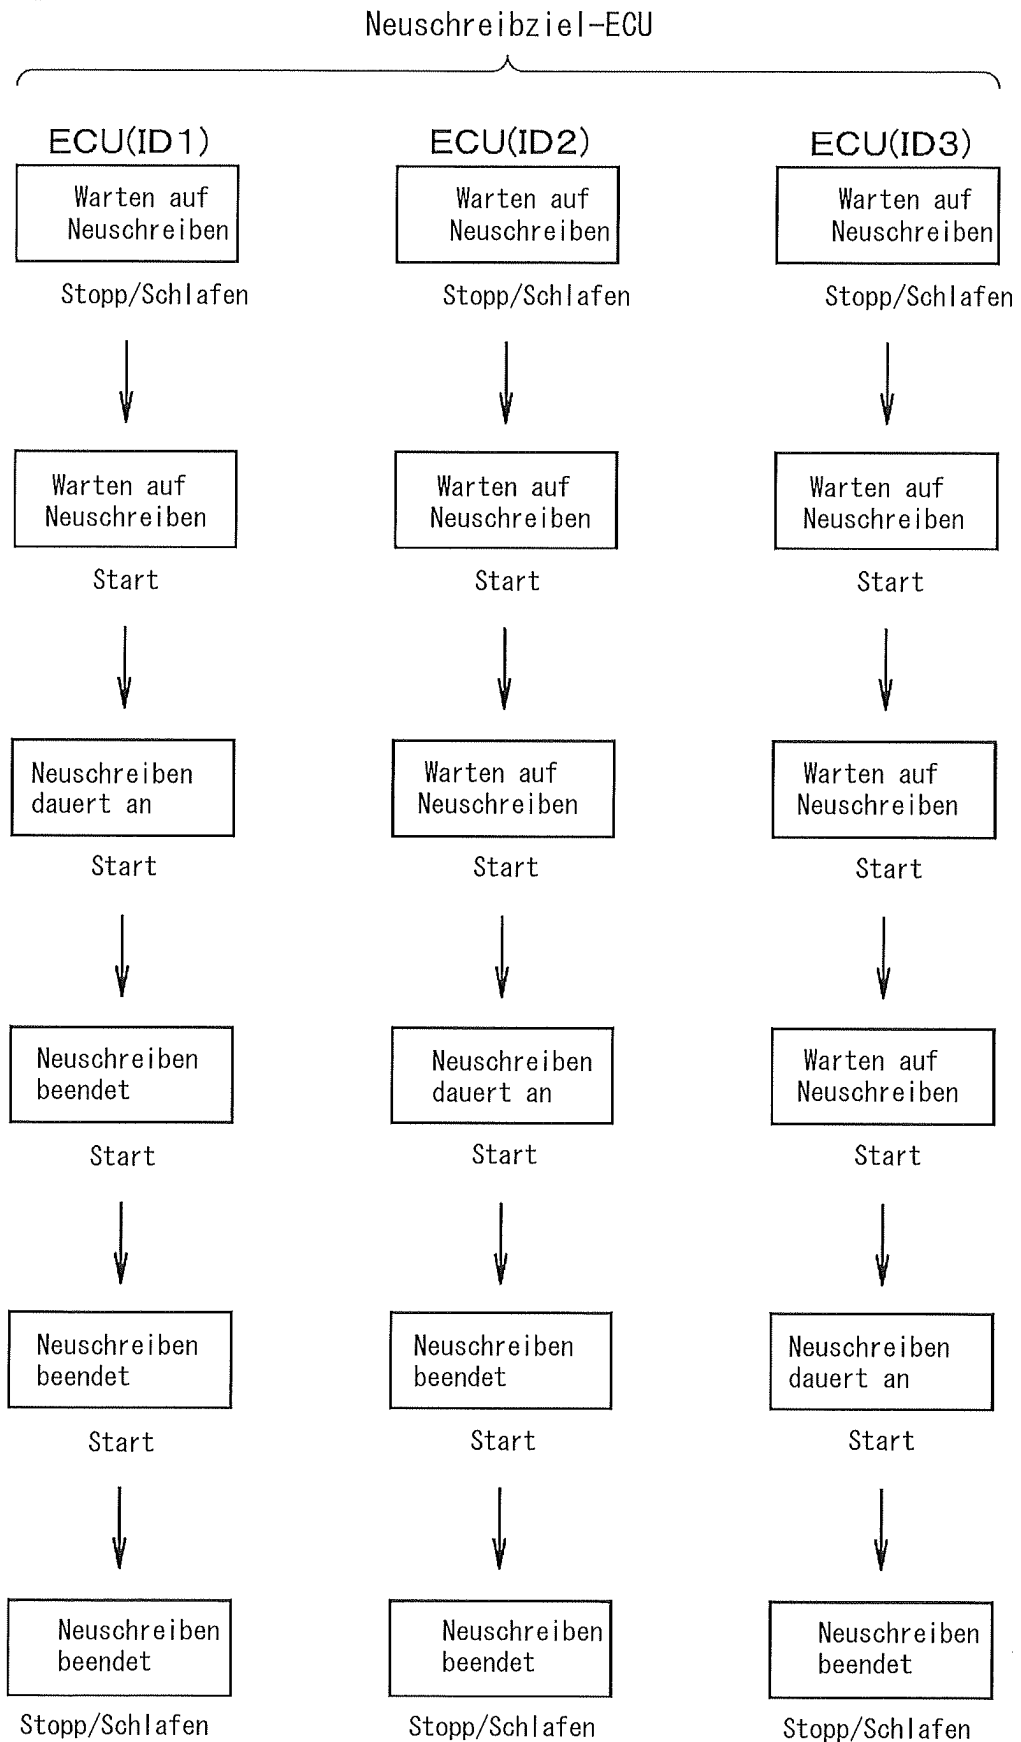 Neuschreibziel-ECU
ECU(ID1) ECU(ID2) ECU(ID3)
Warten auf Warten auf Warten auf
Neuschreiben Neuschreiben Neuschreiben
Stopp/Schlafen Stopp/Schlafen Stopp/Schlafen
Warten auf Warten auf Warten auf
Neuschreiben Neuschreiben Neuschreiben
Start Start Start
Neuschreiben Warten auf Warten auf
dauert an Neuschreiben Neuschreiben
Start Start Start
Neuschreiben Neuschreiben Warten auf
beendet dauert an Neuschreiben
Start Start Start
Neuschreiben Neuschreiben Neuschreiben
beendet beendet dauert an
Start Start Start
Neuschreiben Neuschreiben Neuschreiben
beendet beendet beendet
Stopp/Schlafen Stopp/Schlafen Stopp/Schlafen